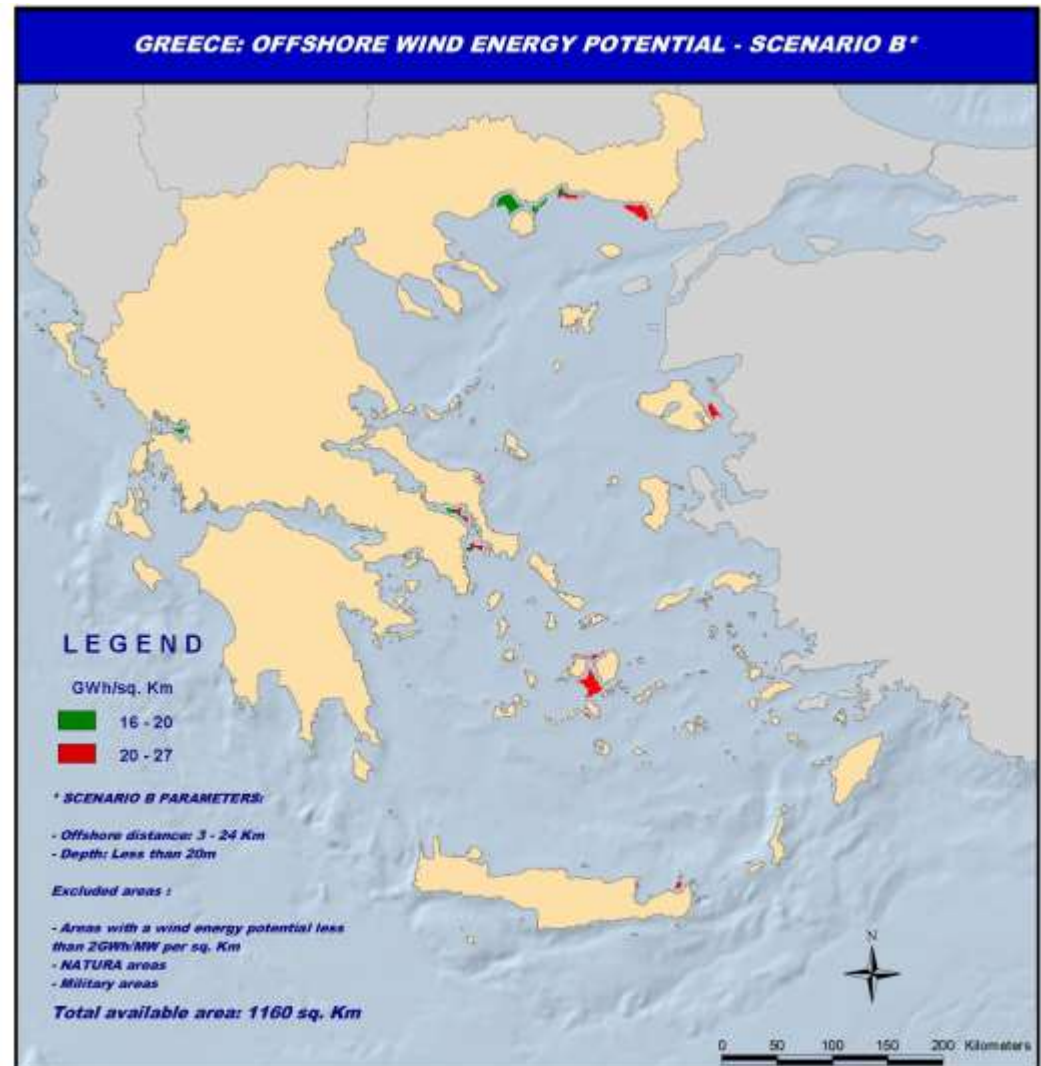 GREECE: OFFSHORE WIND ENERGY POTENTIAL - SCENARIO B*
LEGEND
GWh/sq. Km
16 - 20
20 - 27
* SCENARIO B PARAMETERS:
- Offshore distance: 3 - 24 Km
- Depth: Less than 20m
Excluded areas :
- Areas with a wind energy potential less
than 2GWh/MW per sq. Km
- NATURA areas
- Military areas
Total available area: 1160 sq. Km
N
0 50 100 150 200 Kilometers